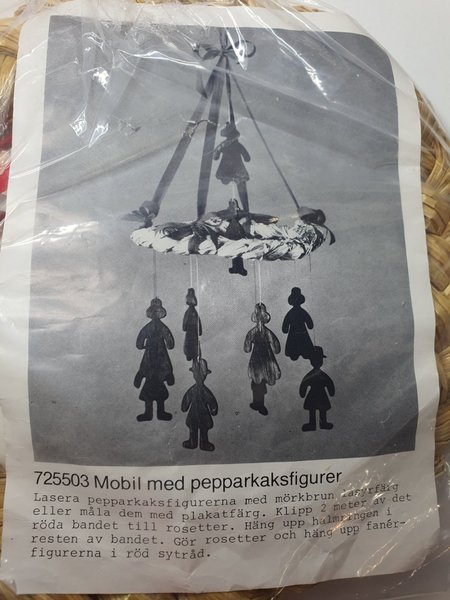 725503 Mobil med pepparkaksfigurer
Lasera pepparkaksfigurerna med mörkbrun lasyrfärg
eller måla dem med plakatfärg. Klipp 2 meter av det
röda bandet till rosetter. Häng upp halmringen i
resten av bandet. Gör rosetter och häng upp fanér-
figurerna i röd sytråd.